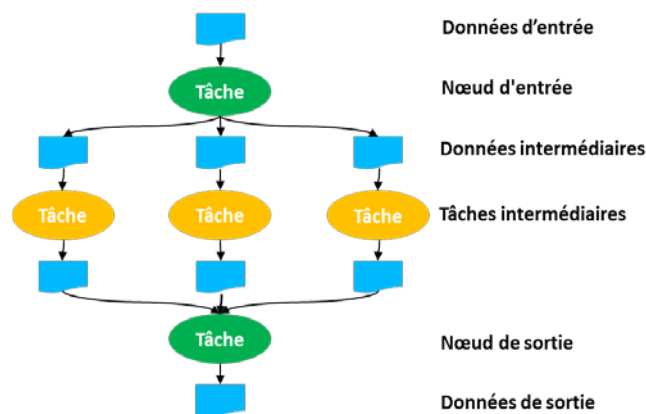 Données d’entrée
Tâche
Nœud d'entrée
Données intermédiaires
Tâche
Tâche
Tâche
Tâches intermédiaires
Tâche
Nœud de sortie
Données de sortie